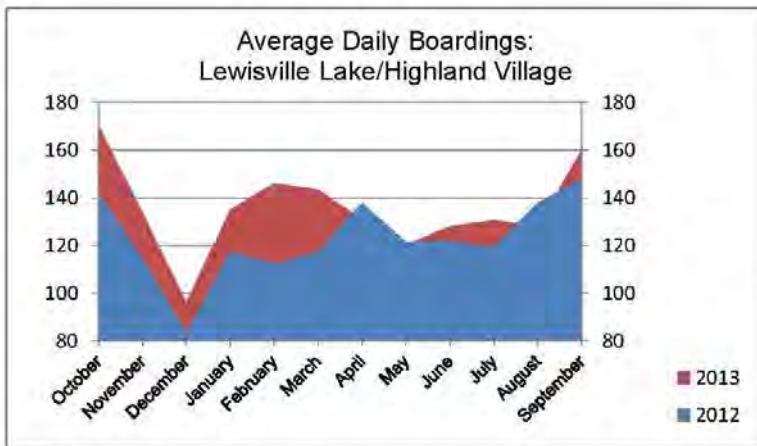 Average Daily Boardings:
Lewisville Lake/Highland Village
180 180
160 160
140 140
120 120
100 100
80 80
October November December January February March April May June July August September
2013
2012